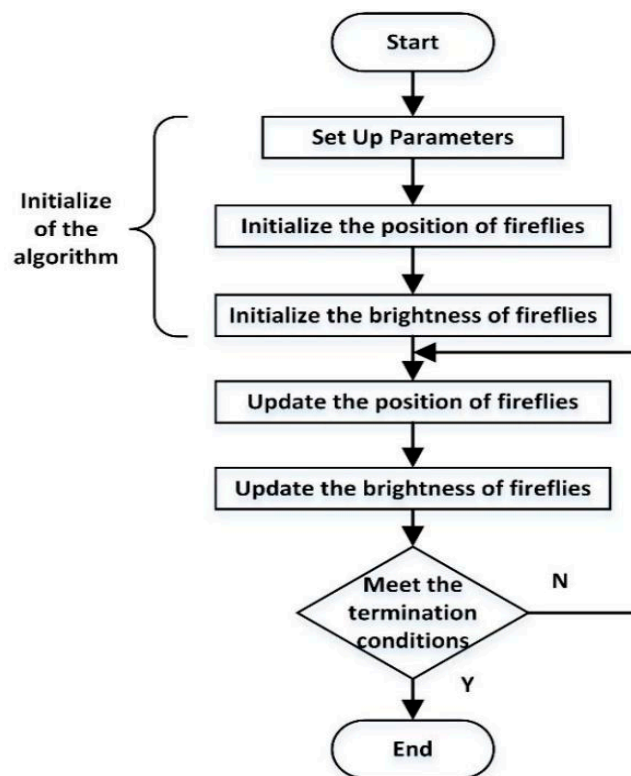 Start
Set Up Parameters
Initialize
of the
algorithm
Initialize the position of fireflies
Initialize the brightness of fireflies
Update the position of fireflies
Update the brightness of fireflies
Meet the
termination
conditions
N
Y
End